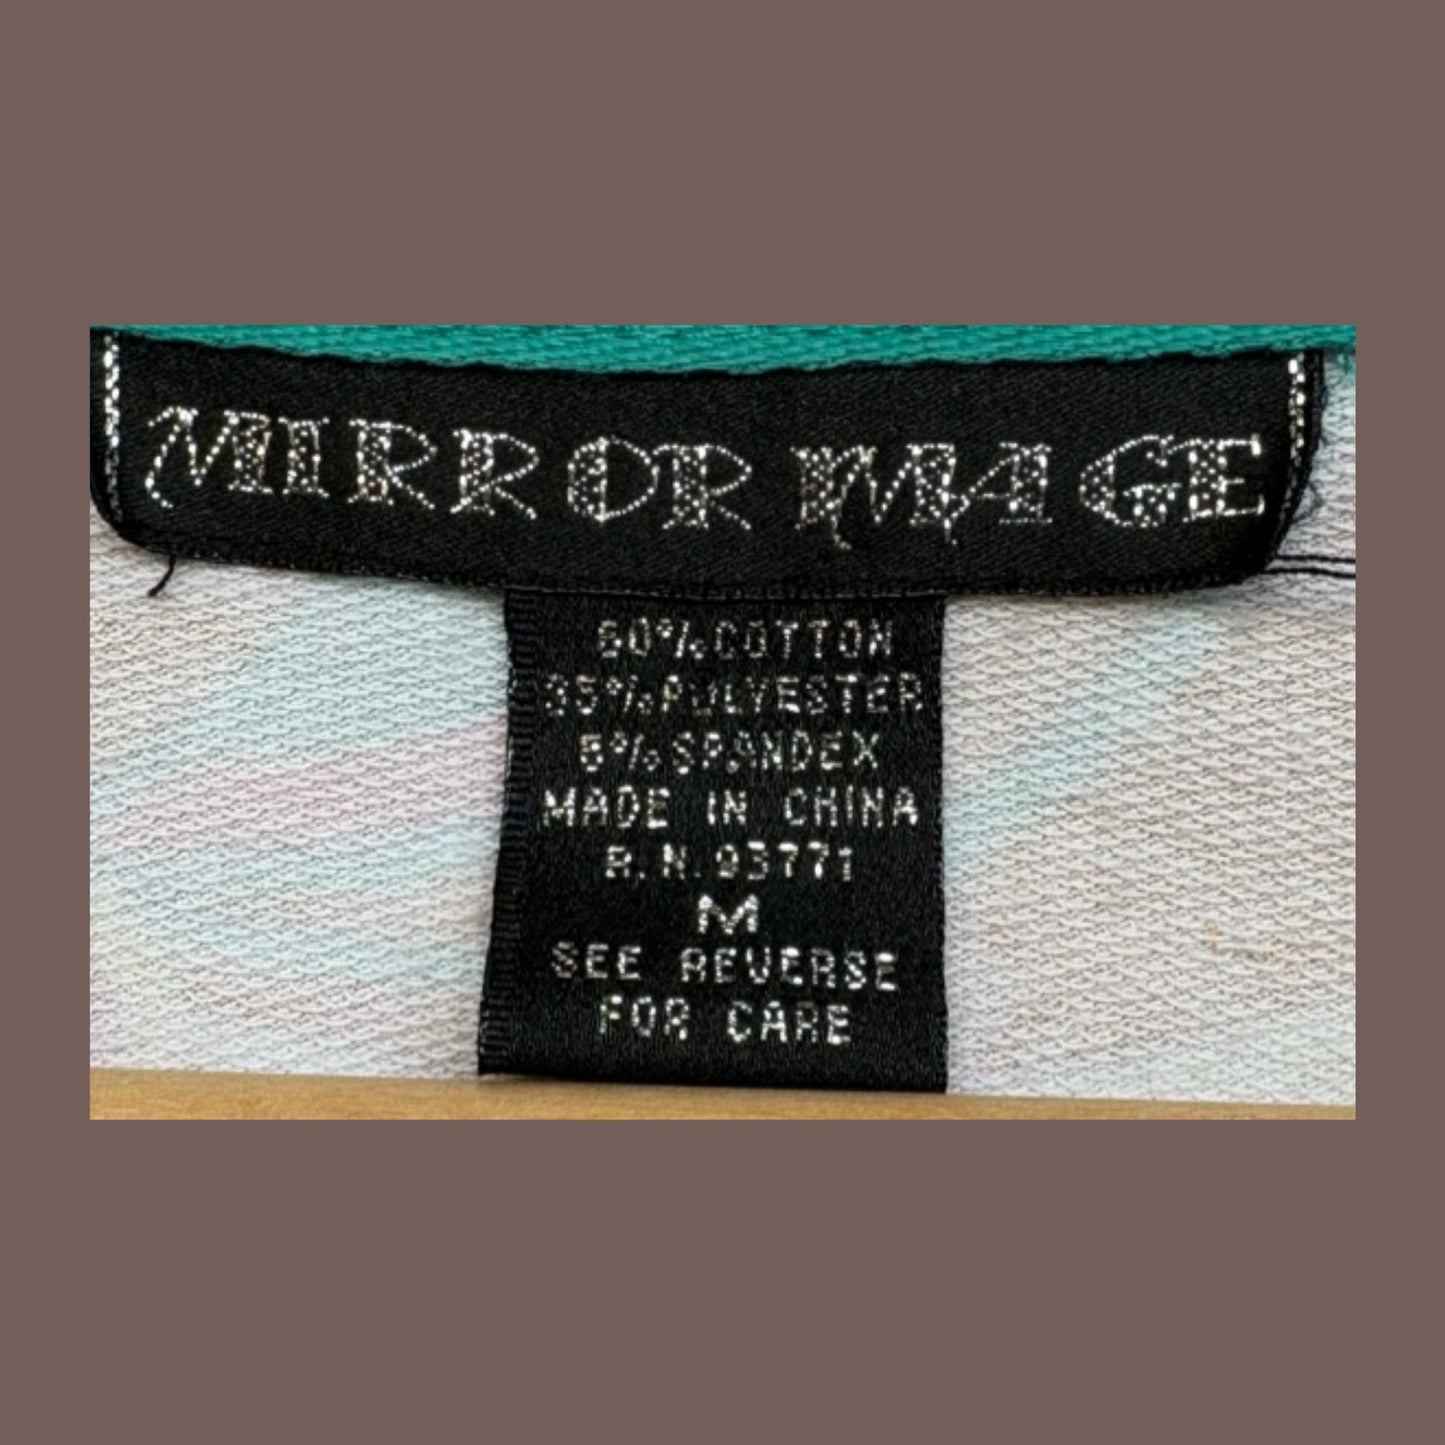 MIRROR IMAGE
60% COTTON
35% POLYESTER
5% SPANDEX
MADE IN CHINA
R.N. 93771
M
SEE REVERSE
FOR CARE